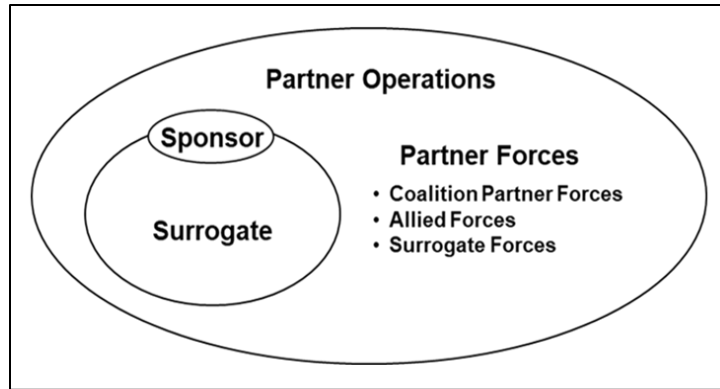 Partner Operations
Sponsor
Surrogate
Partner Forces
• Coalition Partner Forces
• Allied Forces
• Surrogate Forces